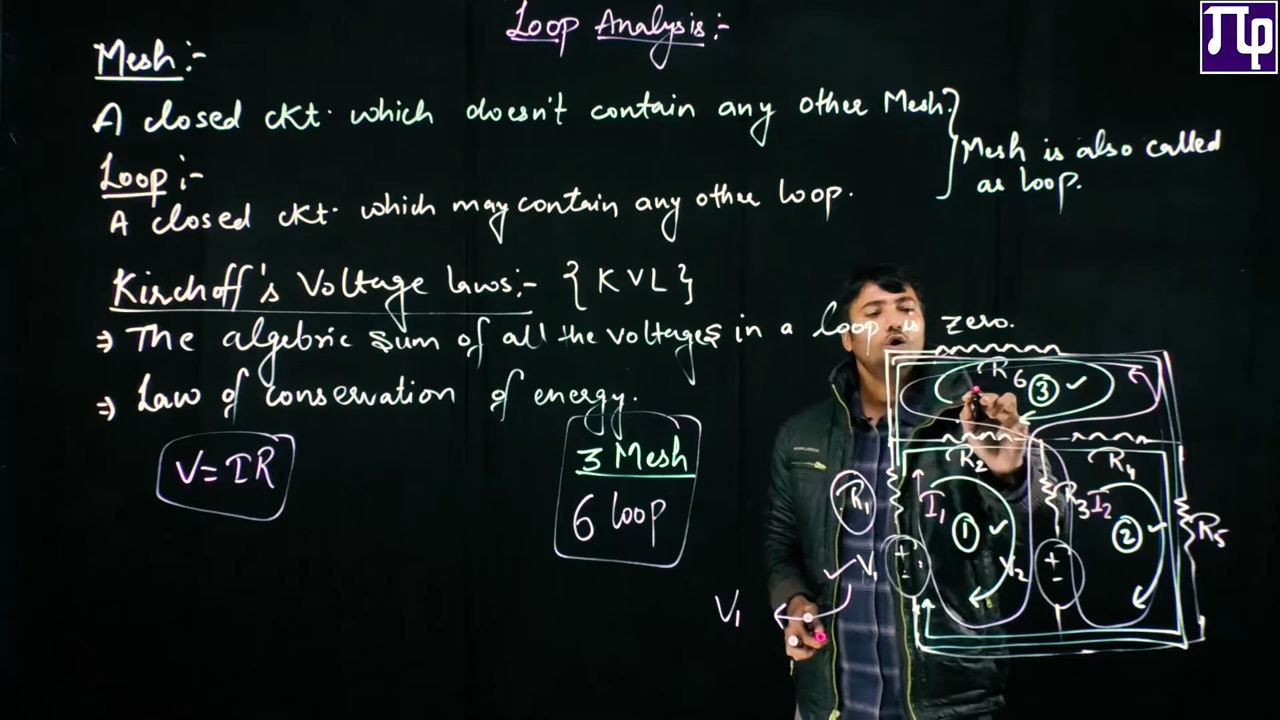 Loop Analysis:-
Mesh:-
A closed ckt. which doesn't contain any other Mesh.
Loop:-
A closed ckt. which may contain any other loop.
Mesh is also called
as loop.
Kirchoff's Voltage laws:- {KVL}
⇒ The algebric sum of all the voltages in a loop is zero.
⇒ Law of conservation of energy.
V=IR
3 Mesh
6 loop
R6 3 ✓
R2 R4
R1 I1 1 ✓ R3 I2 2 ✓ R5
✓ V1 + - V2 + -
V1
πφ